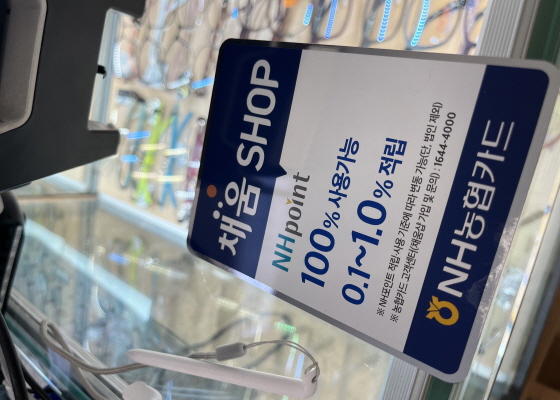 채움 SHOP
NHpoint
100% 사용가능
0.1~1.0% 적립
※ NH포인트 적립/사용 기준에 따라 변동 가능(단, 법인 제외)
※ 농협카드 고객센터(채움샵 가입 및 문의) : 1644-4000
NH농협카드